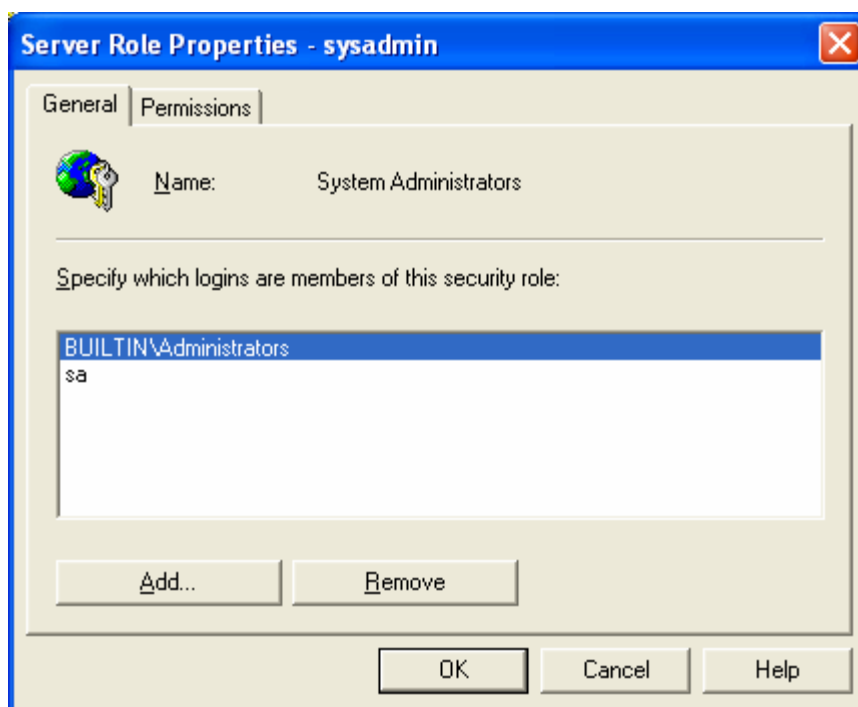 Server Role Properties - sysadmin
General Permissions
Name: System Administrators
Specify which logins are members of this security role:
BUILTIN\Administrators
sa
Add... Remove
OK Cancel Help